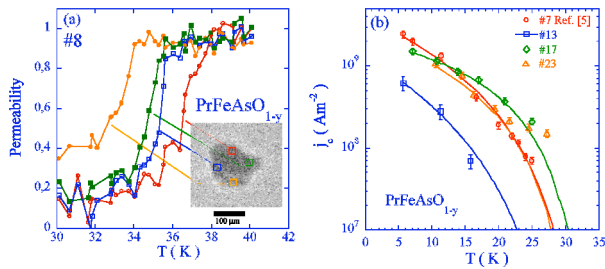 (a)
#8
PrFeAsO1-y
100 µm
Permeability
1
0,8
0,6
0,4
0,2
0
30 32 34 36 38 40 42
T ( K )
(b)
#7 Ref. [5]
#13
#17
#23
PrFeAsO1-y
jc ( Am-2 )
10^9
10^8
10^7
0 5 10 15 20 25 30 35
T ( K )